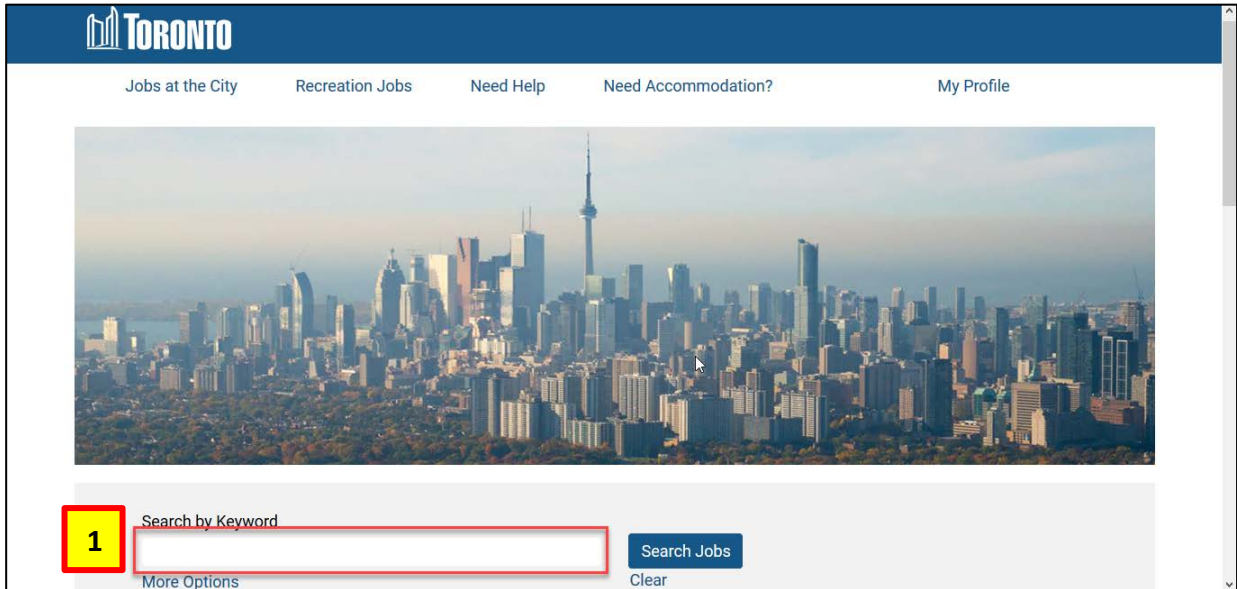 TORONTO
Jobs at the City Recreation Jobs Need Help Need Accommodation? My Profile
Search by Keyword
1
Search Jobs
More Options Clear